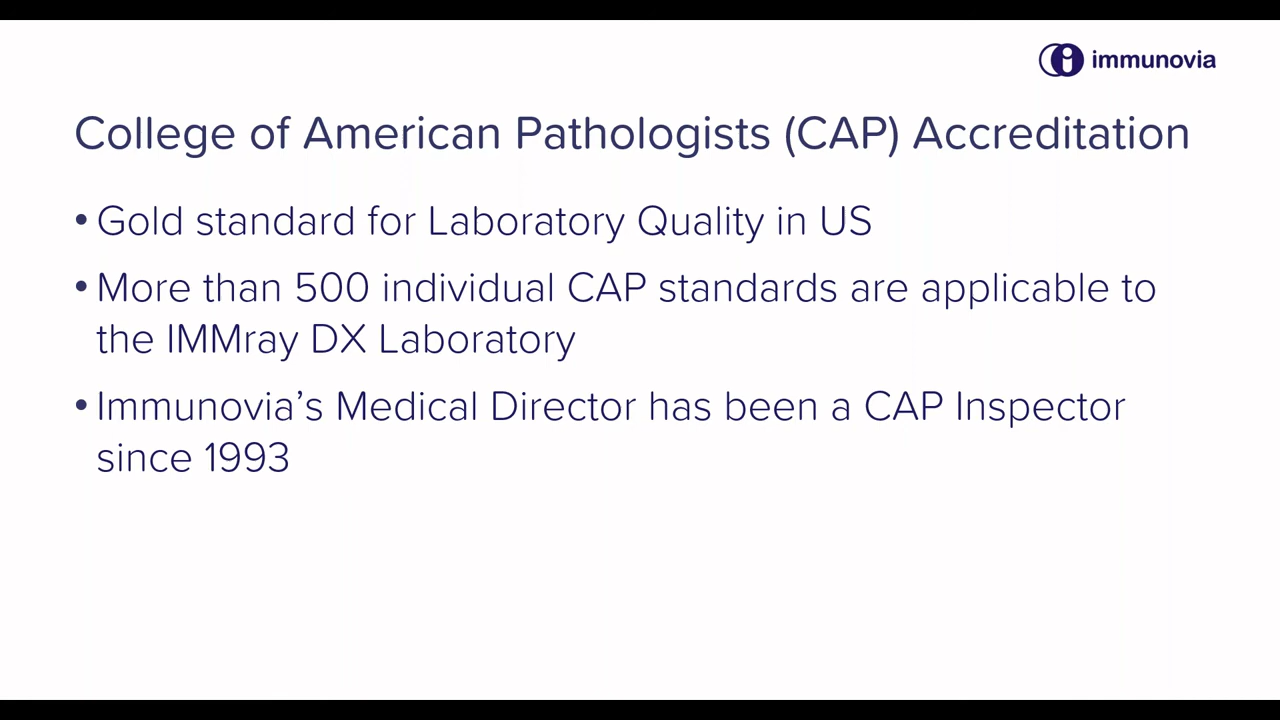 immunovia
College of American Pathologists (CAP) Accreditation
• Gold standard for Laboratory Quality in US
• More than 500 individual CAP standards are applicable to
the IMMray DX Laboratory
• Immunovia’s Medical Director has been a CAP Inspector
since 1993